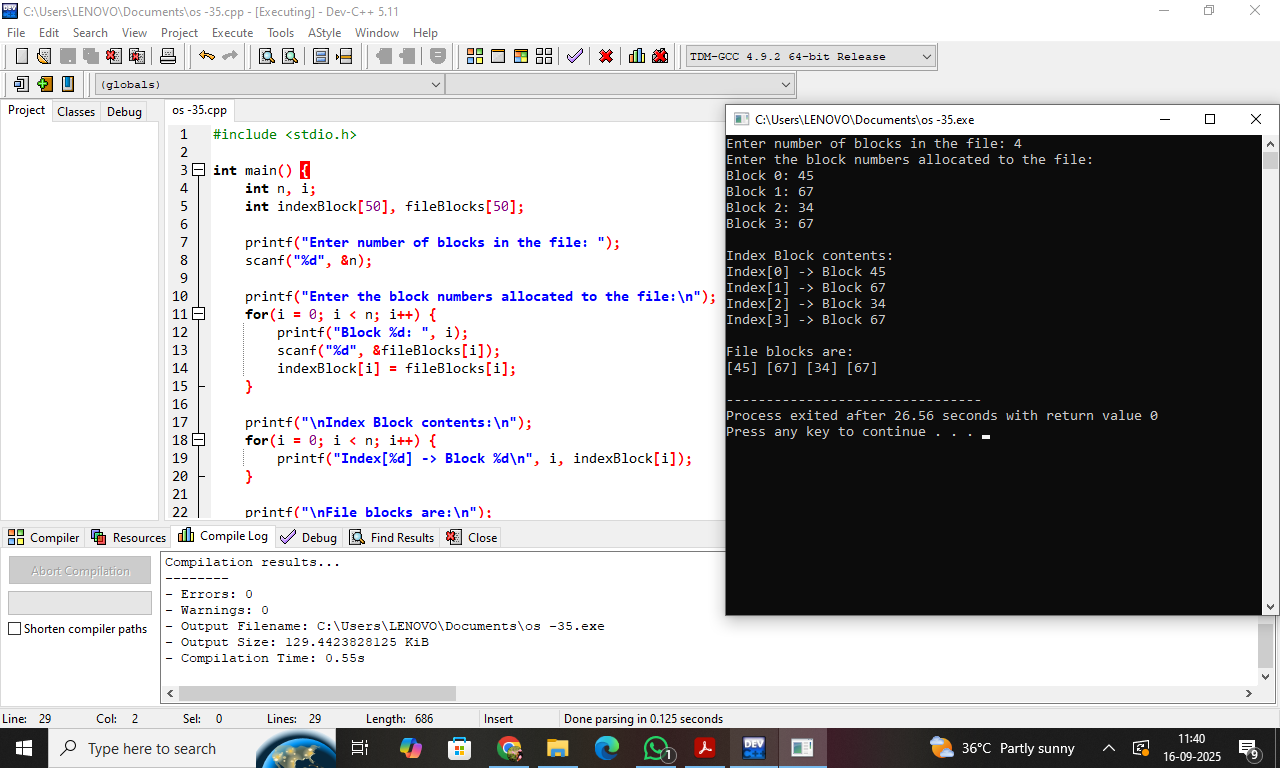 C:\Users\LENOVO\Documents\os -35.cpp - [Executing] - Dev-C++ 5.11
File Edit Search View Project Execute Tools AStyle Window Help
TDM-GCC 4.9.2 64-bit Release
(globals)
Project Classes Debug
os -35.cpp
1 #include <stdio.h>
2
3 int main() {
4 int n, i;
5 int indexBlock[50], fileBlocks[50];
6
7 printf("Enter number of blocks in the file: ");
8 scanf("%d", &n);
9
10 printf("Enter the block numbers allocated to the file:\n");
11 for(i = 0; i < n; i++) {
12 printf("Block %d: ", i);
13 scanf("%d", &fileBlocks[i]);
14 indexBlock[i] = fileBlocks[i];
15 }
16
17 printf("\nIndex Block contents:\n");
18 for(i = 0; i < n; i++) {
19 printf("Index[%d] -> Block %d\n", i, indexBlock[i]);
20 }
21
22 printf("\nFile blocks are:\n");
C:\Users\LENOVO\Documents\os -35.exe
Enter number of blocks in the file: 4
Enter the block numbers allocated to the file:
Block 0: 45
Block 1: 67
Block 2: 34
Block 3: 67
Index Block contents:
Index[0] -> Block 45
Index[1] -> Block 67
Index[2] -> Block 34
Index[3] -> Block 67
File blocks are:
[45] [67] [34] [67]
--------------------------------
Process exited after 26.56 seconds with return value 0
Press any key to continue . . .
Compiler Resources Compile Log Debug Find Results Close
Abort Compilation
Shorten compiler paths
Compilation results...
--------
- Errors: 0
- Warnings: 0
- Output Filename: C:\Users\LENOVO\Documents\os -35.exe
- Output Size: 129.4423828125 KiB
- Compilation Time: 0.55s
Line: 29 Col: 2 Sel: 0 Lines: 29 Length: 686 Insert Done parsing in 0.125 seconds
Type here to search
1
DEV
36°C Partly sunny
11:40
16-09-2025
9